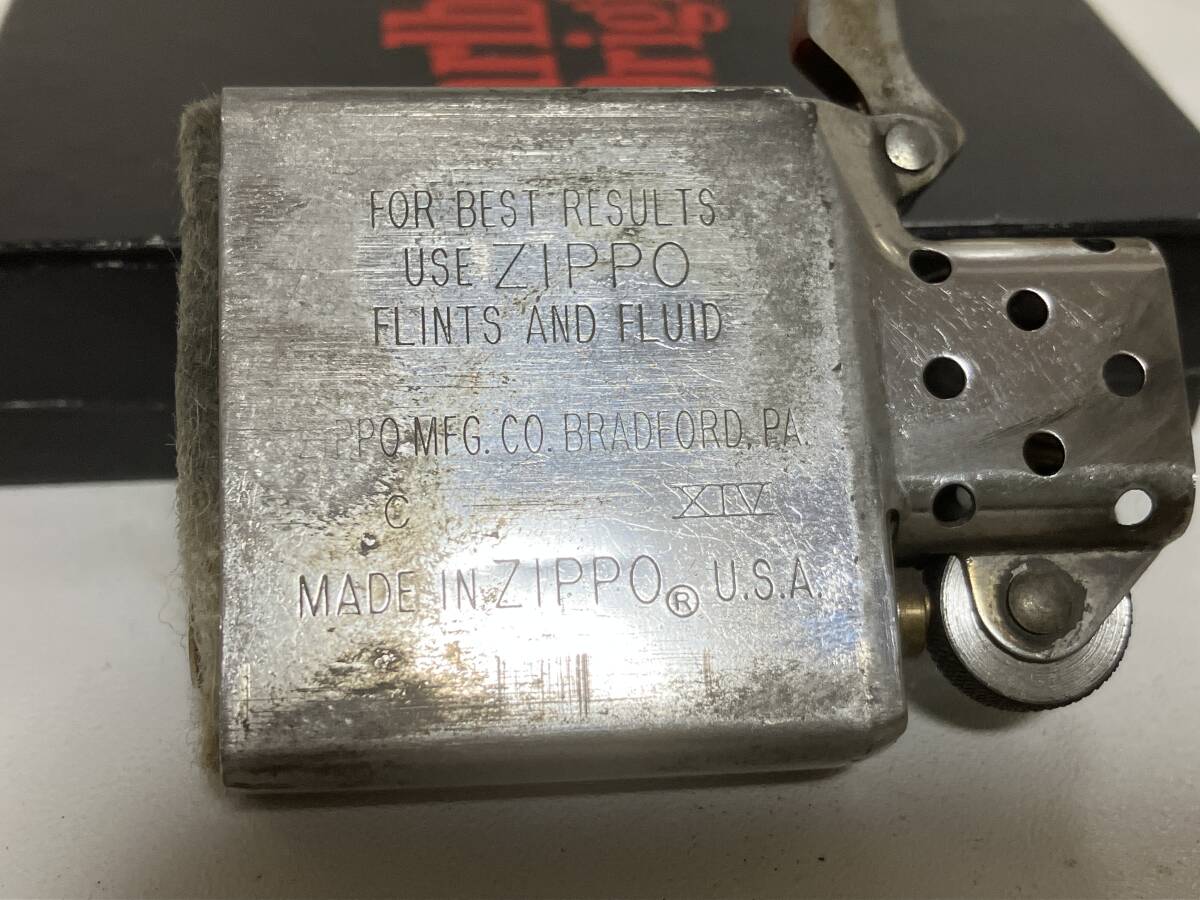 FOR BEST RESULTS
USE ZIPPO
FLINTS AND FLUID
ZIPPO MFG. CO. BRADFORD, PA.
C XIV
MADE IN ZIPPO® U.S.A.